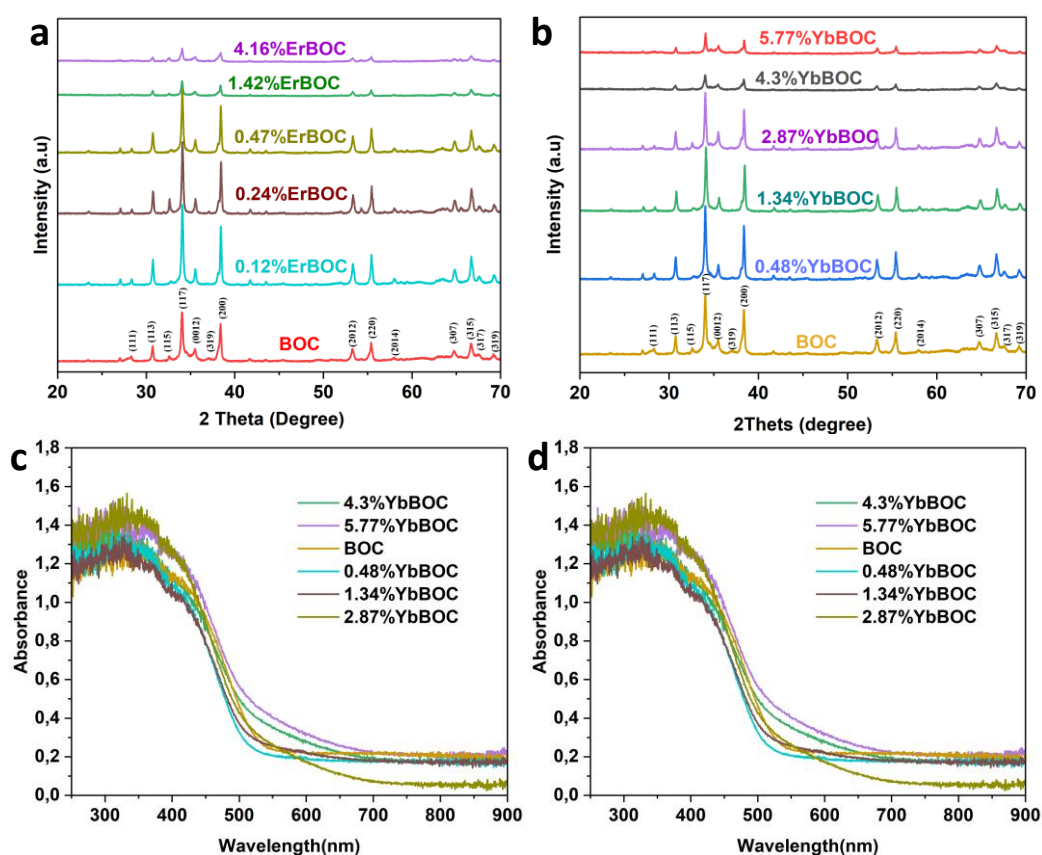 a
4.16%ErBOC
1.42%ErBOC
0.47%ErBOC
0.24%ErBOC
0.12%ErBOC
BOC
(111)
(113)
(115)
(117)
(0012)
(319)
(200)
(2012)
(220)
(2014)
(307)
(315)
(317)
(319)
Intensity (a.u)
20 30 40 50 60 70
2 Theta (Degree)
b
5.77%YbBOC
4.3%YbBOC
2.87%YbBOC
1.34%YbBOC
0.48%YbBOC
BOC
(111)
(113)
(115)
(117)
(0012)
(319)
(200)
(2012)
(220)
(2014)
(307)
(315)
(317)
(319)
Intensity (a.u)
20 30 40 50 60 70
2Thets (degree)
c
1,8
1,6
1,4
1,2
1,0
0,8
0,6
0,4
0,2
0,0
Absorbance
4.3%YbBOC
5.77%YbBOC
BOC
0.48%YbBOC
1.34%YbBOC
2.87%YbBOC
300 400 500 600 700 800 900
Wavelength(nm)
d
1,8
1,6
1,4
1,2
1,0
0,8
0,6
0,4
0,2
0,0
Absorbance
4.3%YbBOC
5.77%YbBOC
BOC
0.48%YbBOC
1.34%YbBOC
2.87%YbBOC
300 400 500 600 700 800 900
Wavelength(nm)